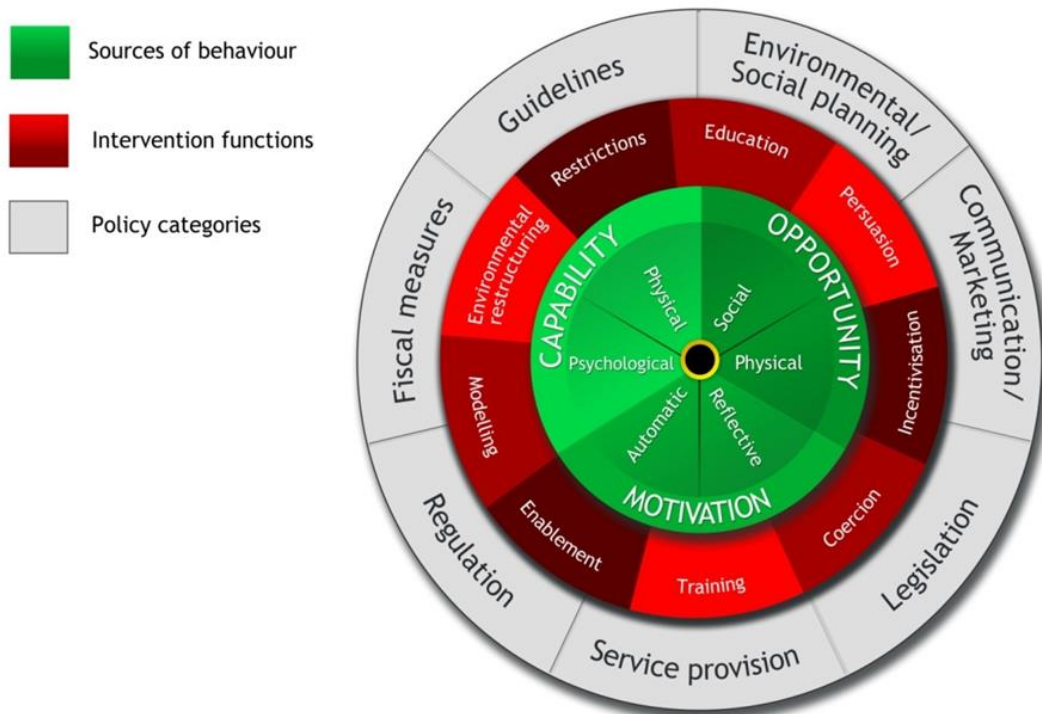 Sources of behaviour
Intervention functions
Policy categories
Guidelines
Environmental/
Social planning
Communication/
Marketing
Legislation
Service provision
Regulation
Fiscal measures
Restrictions
Education
Persuasion
Incentivisation
Coercion
Training
Enablement
Modelling
Environmental
restructuring
CAPABILITY
OPPORTUNITY
MOTIVATION
Physical
Social
Psychological
Physical
Automatic
Reflective